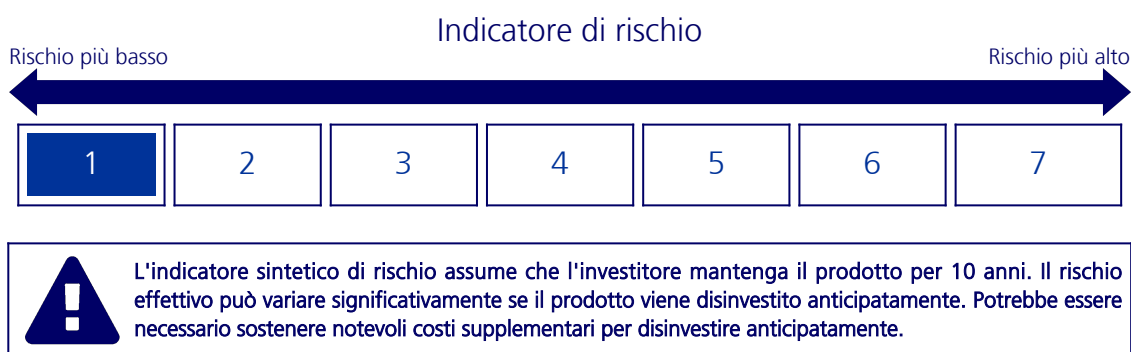 Indicatore di rischio
Rischio più basso
Rischio più alto
1 2 3 4 5 6 7
L'indicatore sintetico di rischio assume che l'investitore mantenga il prodotto per 10 anni. Il rischio
effettivo può variare significativamente se il prodotto viene disinvestito anticipatamente. Potrebbe essere
necessario sostenere notevoli costi supplementari per disinvestire anticipatamente.